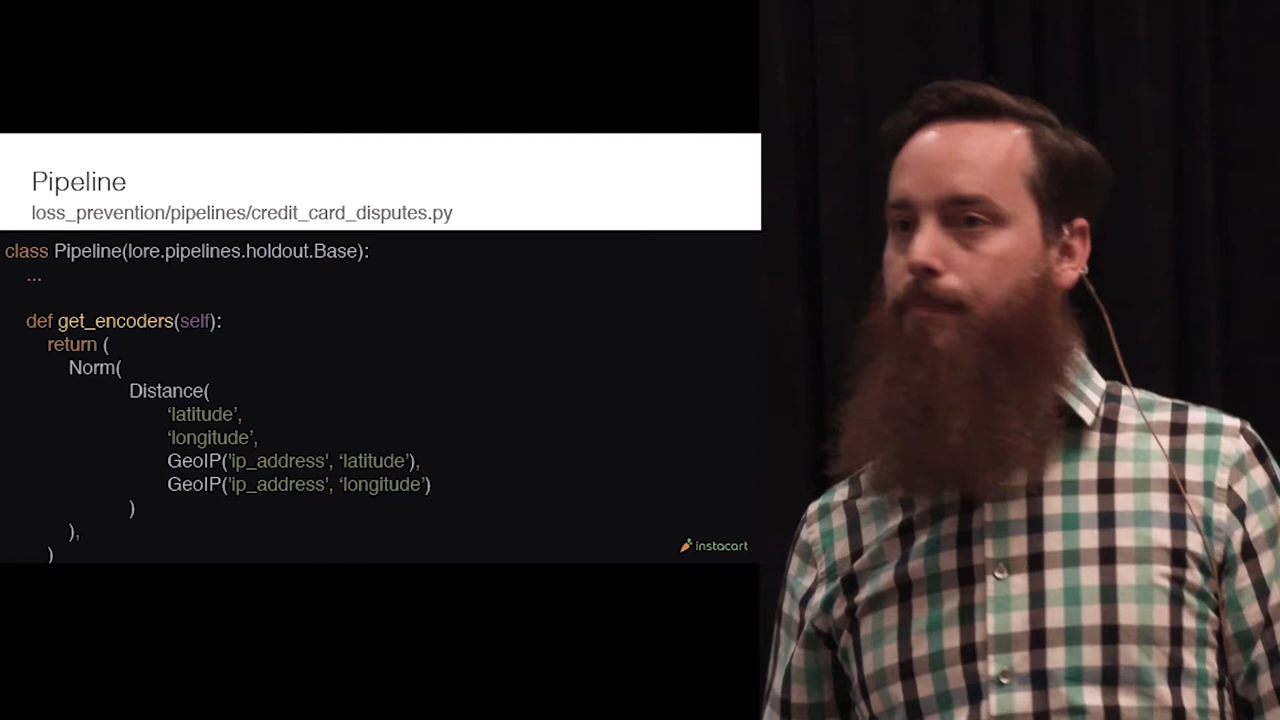 Pipeline
loss_prevention/pipelines/credit_card_disputes.py
class Pipeline(lore.pipelines.holdout.Base):
...
def get_encoders(self):
return (
Norm(
Distance(
‘latitude’,
‘longitude’,
GeoIP('ip_address', ‘latitude’),
GeoIP('ip_address', ‘longitude’)
)
),
)
instacart